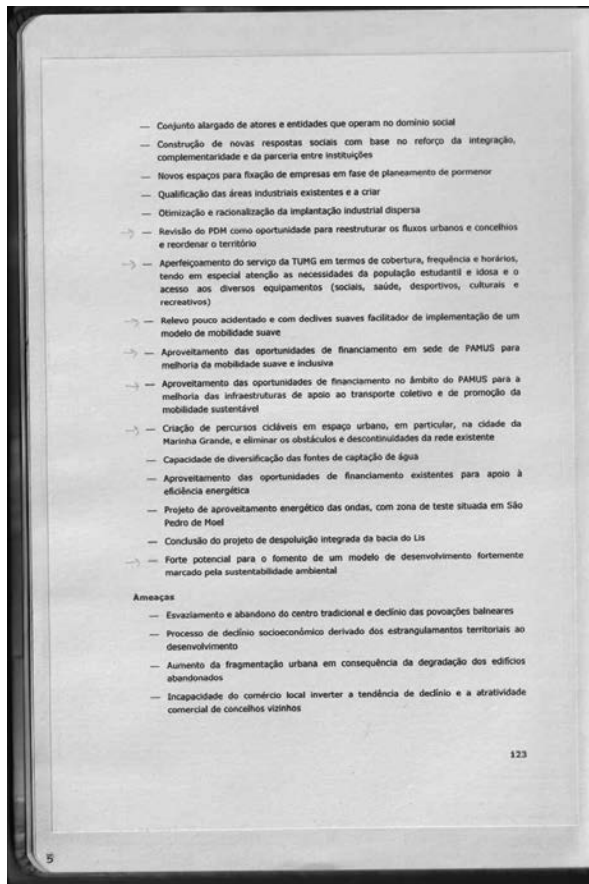 — Conjunto alargado de atores e entidades que operam no domínio social
— Construção de novas respostas sociais com base no reforço da integração,
complementaridade e da parceria entre instituições
— Novos espaços para fixação de empresas em fase de planeamento de pormenor
— Qualificação das áreas industriais existentes e a criar
— Otimização e racionalização da implantação industrial dispersa
→ — Revisão do PDM como oportunidade para reestruturar os fluxos urbanos e concelhios
e reordenar o território
→ — Aperfeiçoamento do serviço da TUMG em termos de cobertura, frequência e horários,
tendo em especial atenção as necessidades da população estudantil e idosa e o
acesso aos diversos equipamentos (sociais, saúde, desportivos, culturais e
recreativos)
→ — Relevo pouco acidentado e com declives suaves facilitador de implementação de um
modelo de mobilidade suave
→ — Aproveitamento das oportunidades de financiamento em sede de PAMUS para
melhoria da mobilidade suave e inclusiva
→ — Aproveitamento das oportunidades de financiamento no âmbito do PAMUS para a
melhoria das infraestruturas de apoio ao transporte coletivo e de promoção da
mobilidade sustentável
→ — Criação de percursos cicláveis em espaço urbano, em particular, na cidade da
Marinha Grande, e eliminar os obstáculos e descontinuidades da rede existente
— Capacidade de diversificação das fontes de captação de água
— Aproveitamento das oportunidades de financiamento existentes para apoio à
eficiência energética
— Projeto de aproveitamento energético das ondas, com zona de teste situada em São
Pedro de Moel
— Conclusão do projeto de despoluição integrada da bacia do Lis
→ — Forte potencial para o fomento de um modelo de desenvolvimento fortemente
marcado pela sustentabilidade ambiental
Ameaças
— Esvaziamento e abandono do centro tradicional e declínio das povoações balneares
— Processo de declínio socioeconómico derivado dos estrangulamentos territoriais ao
desenvolvimento
— Aumento da fragmentação urbana em consequência da degradação dos edifícios
abandonados
— Incapacidade do comércio local inverter a tendência de declínio e a atratividade
comercial de concelhos vizinhos
123
5